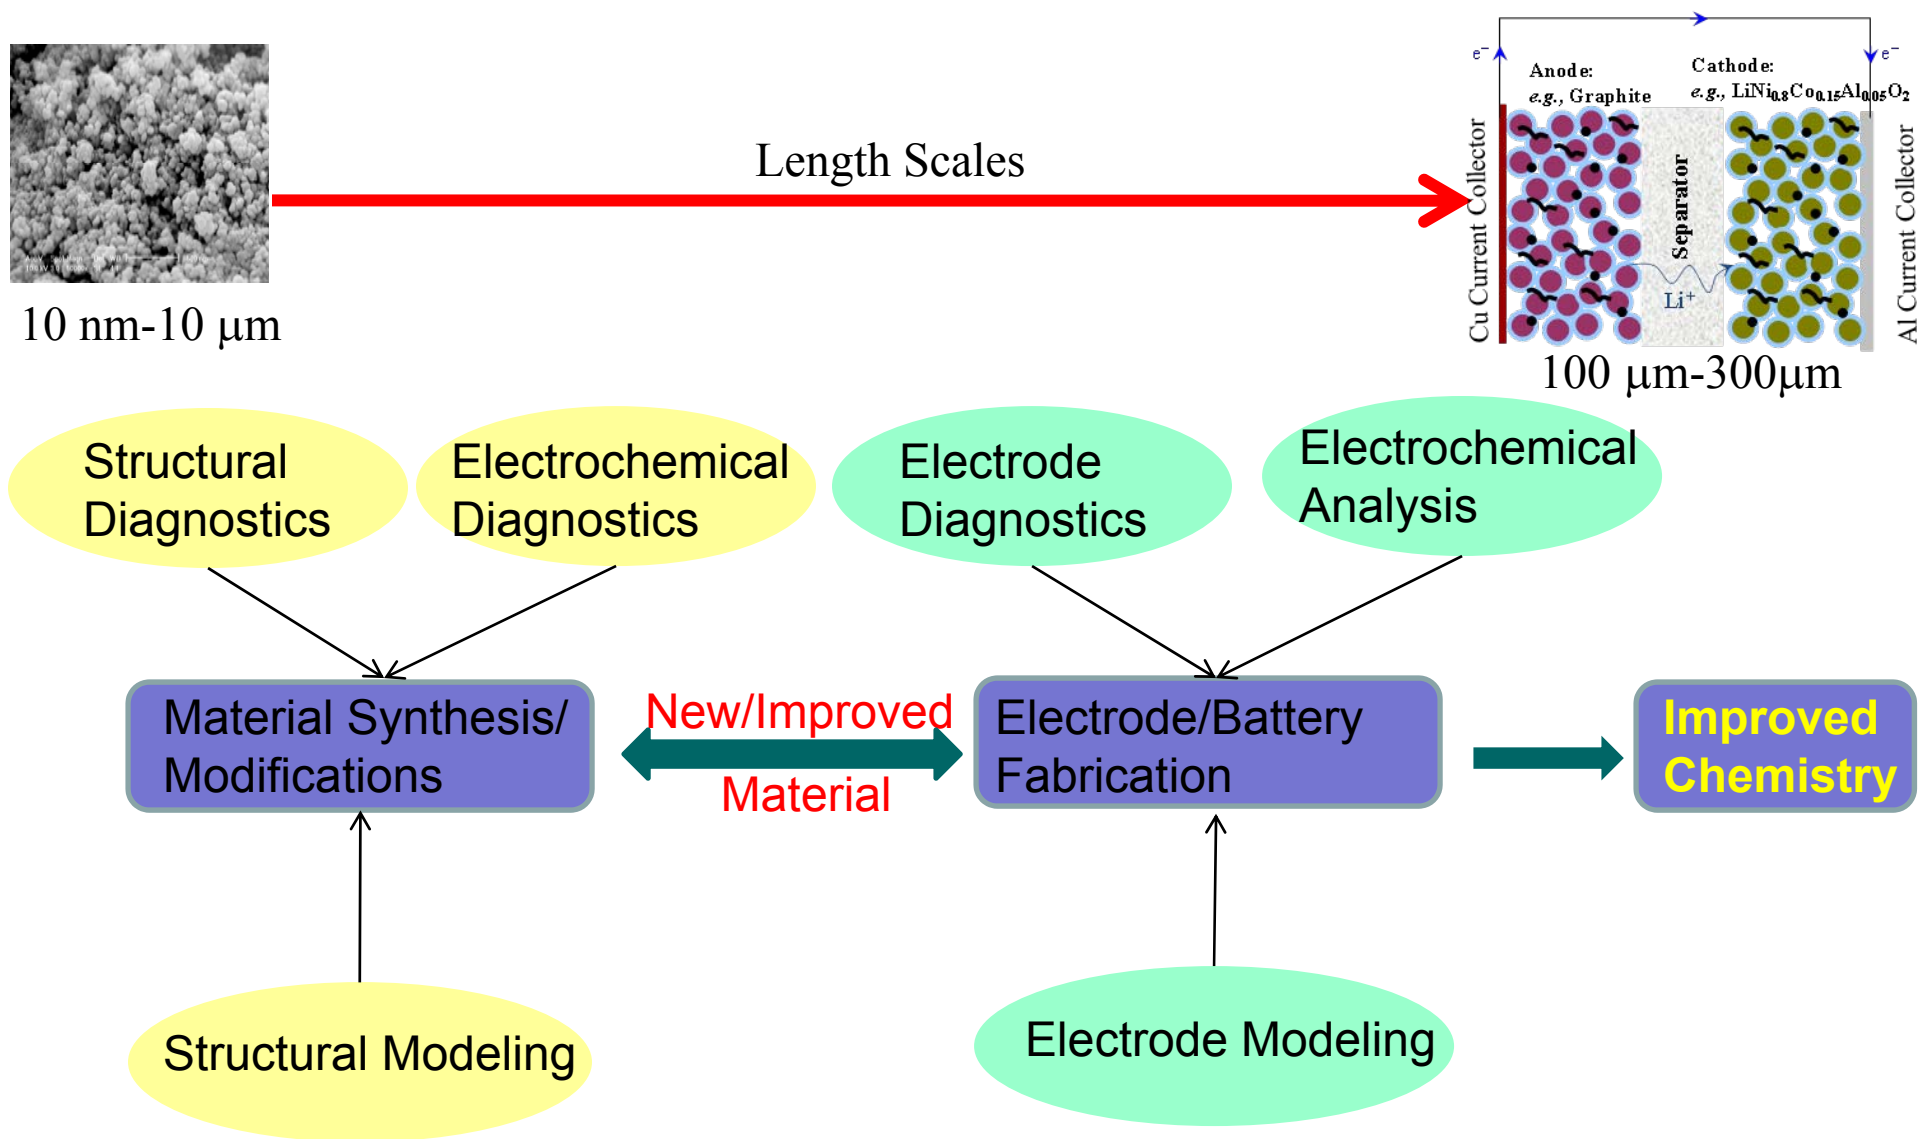 e⁻
e⁻
Anode:
e.g., Graphite
Cathode:
e.g., LiNi₀.₈Co₀.₁₅Al₀.₀₅O₂
Length Scales
Cu Current Collector
Separator
Li⁺
Al Current Collector
10 nm-10 μm
100 μm-300μm
Structural
Diagnostics
Electrochemical
Diagnostics
Electrode
Diagnostics
Electrochemical
Analysis
Material Synthesis/
Modifications
New/Improved
Material
Electrode/Battery
Fabrication
Improved
Chemistry
Structural Modeling
Electrode Modeling